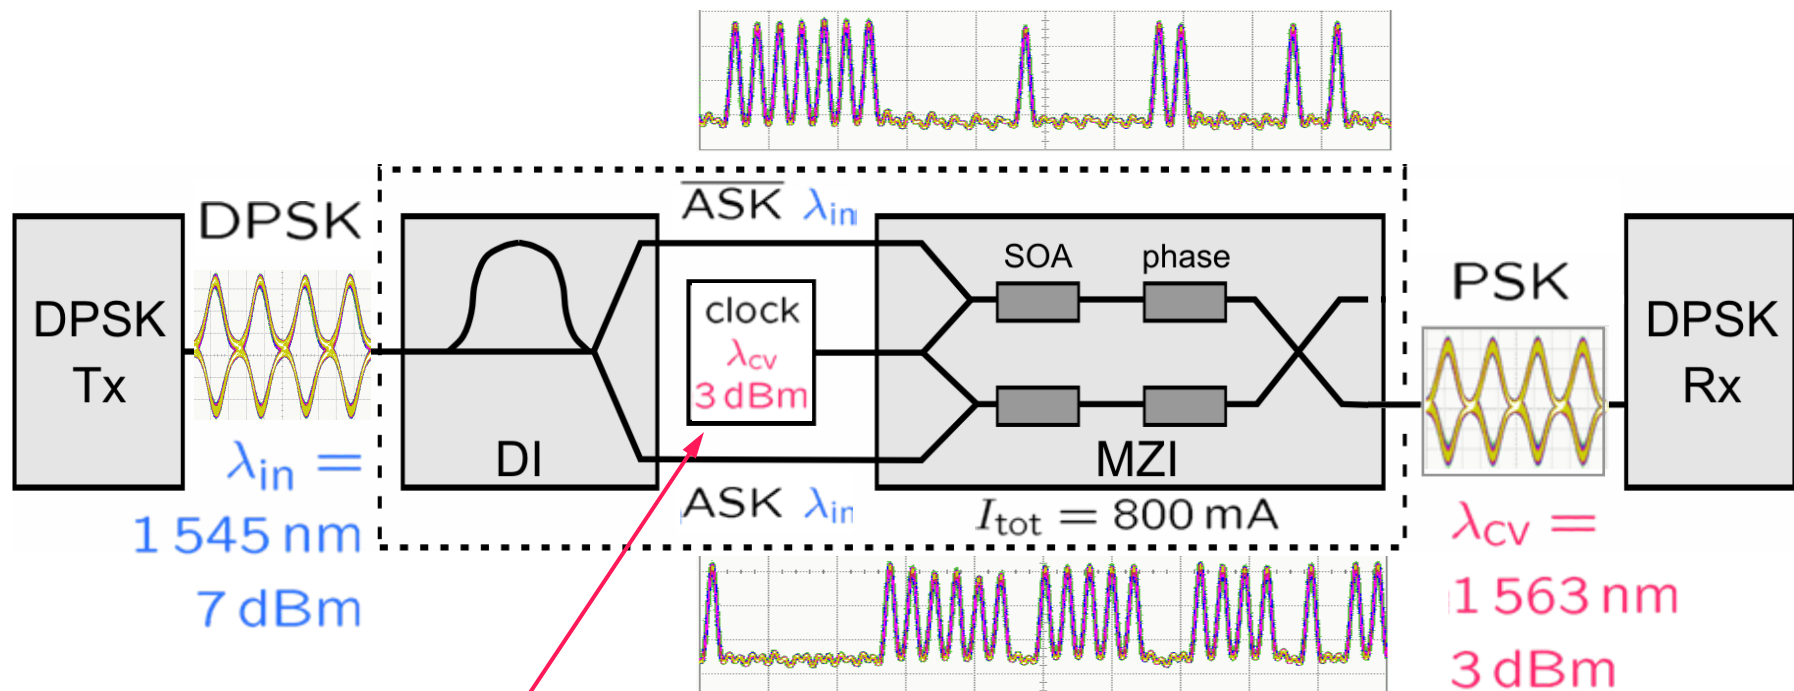 DPSK
Tx
DPSK
λin =
1 545 nm
7 dBm
DI
ASK λin
clock
λcv
3 dBm
ASK λin
SOA
phase
MZI
Itot = 800 mA
PSK
λcv =
1 563 nm
3 dBm
DPSK
Rx